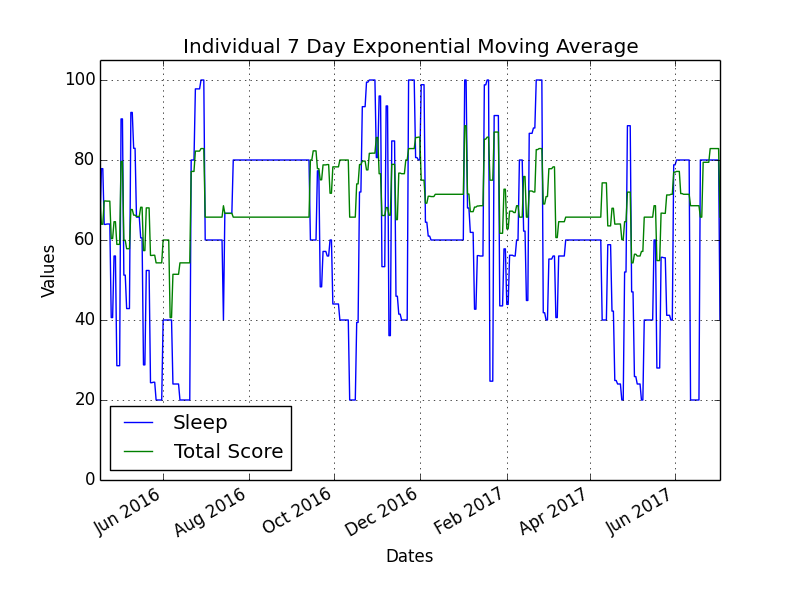 Individual 7 Day Exponential Moving Average
100
80
60
40
20
0
Values
Sleep
Total Score
Jun 2016
Aug 2016
Oct 2016
Dec 2016
Feb 2017
Apr 2017
Jun 2017
Dates